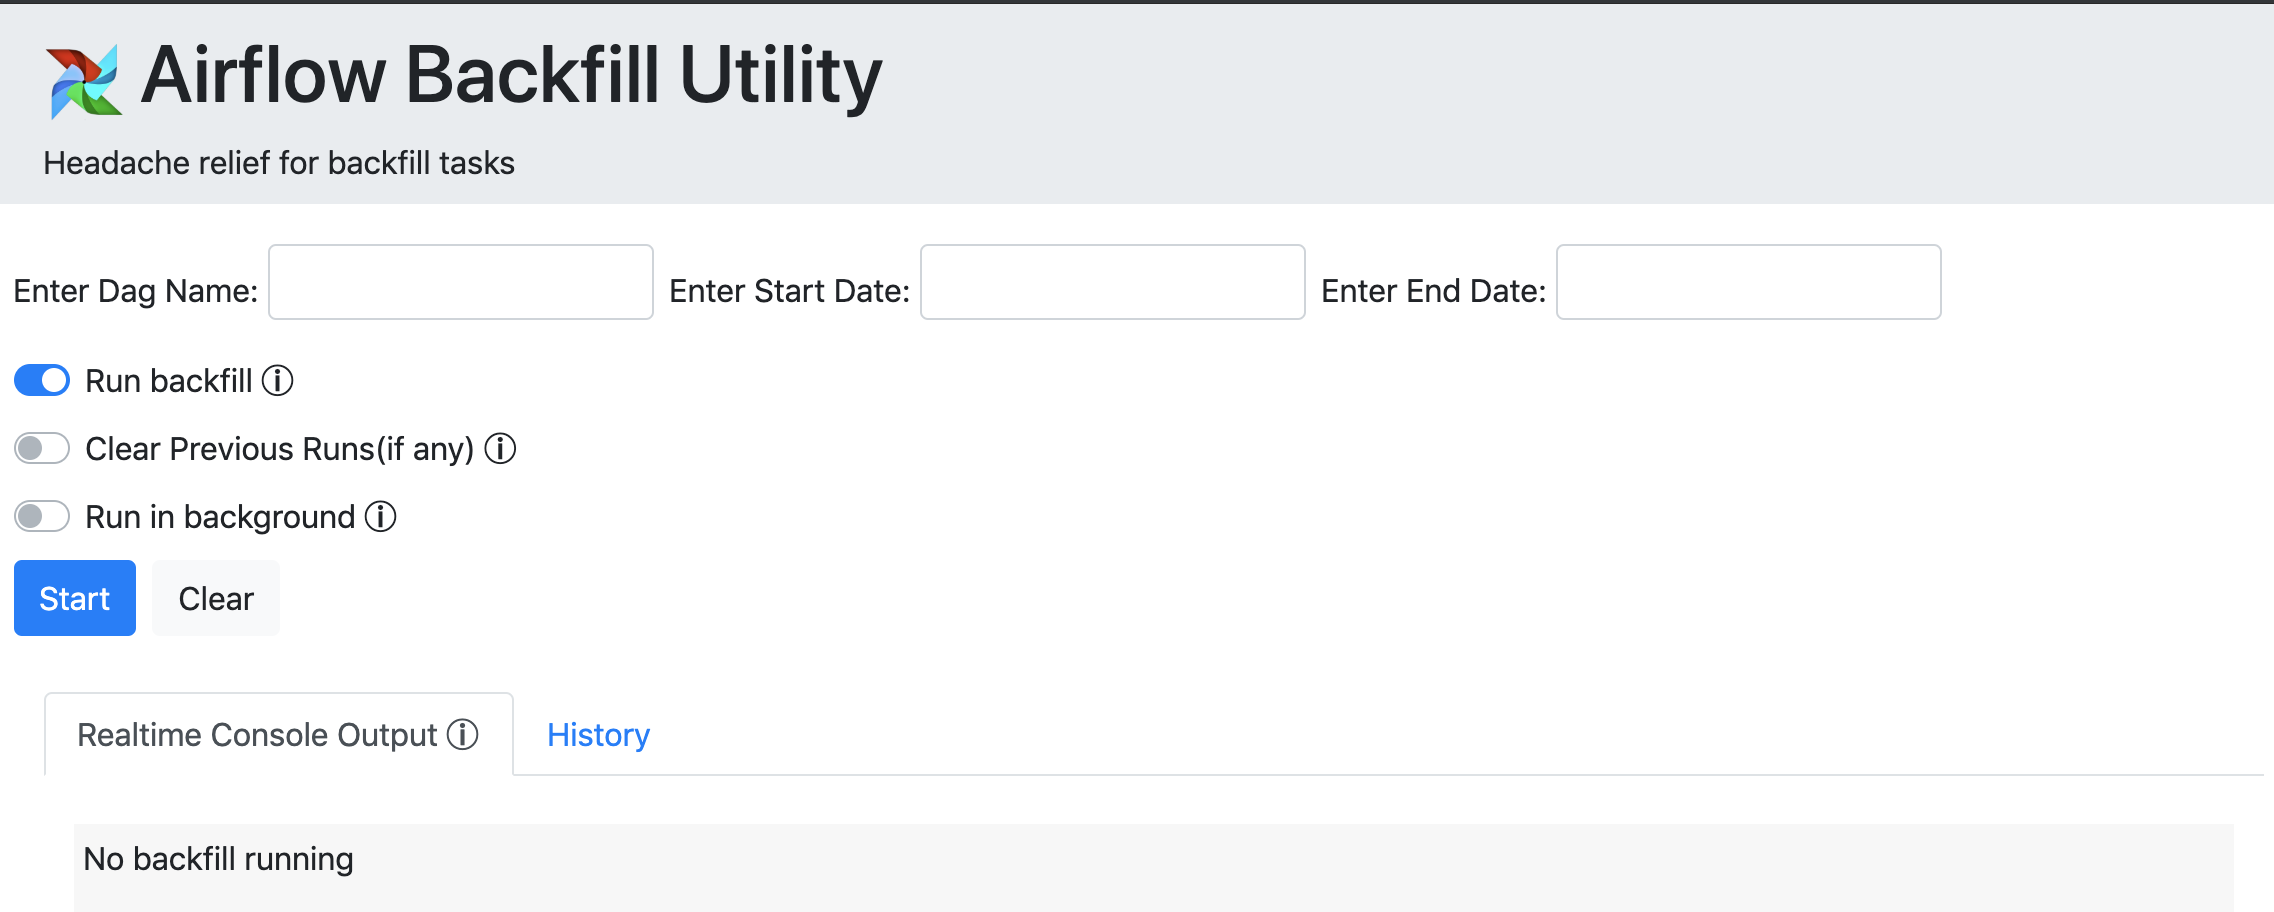 Airflow Backfill Utility
Headache relief for backfill tasks
Enter Dag Name: Enter Start Date: Enter End Date:
Run backfill
Clear Previous Runs(if any)
Run in background
Start Clear
Realtime Console Output History
No backfill running